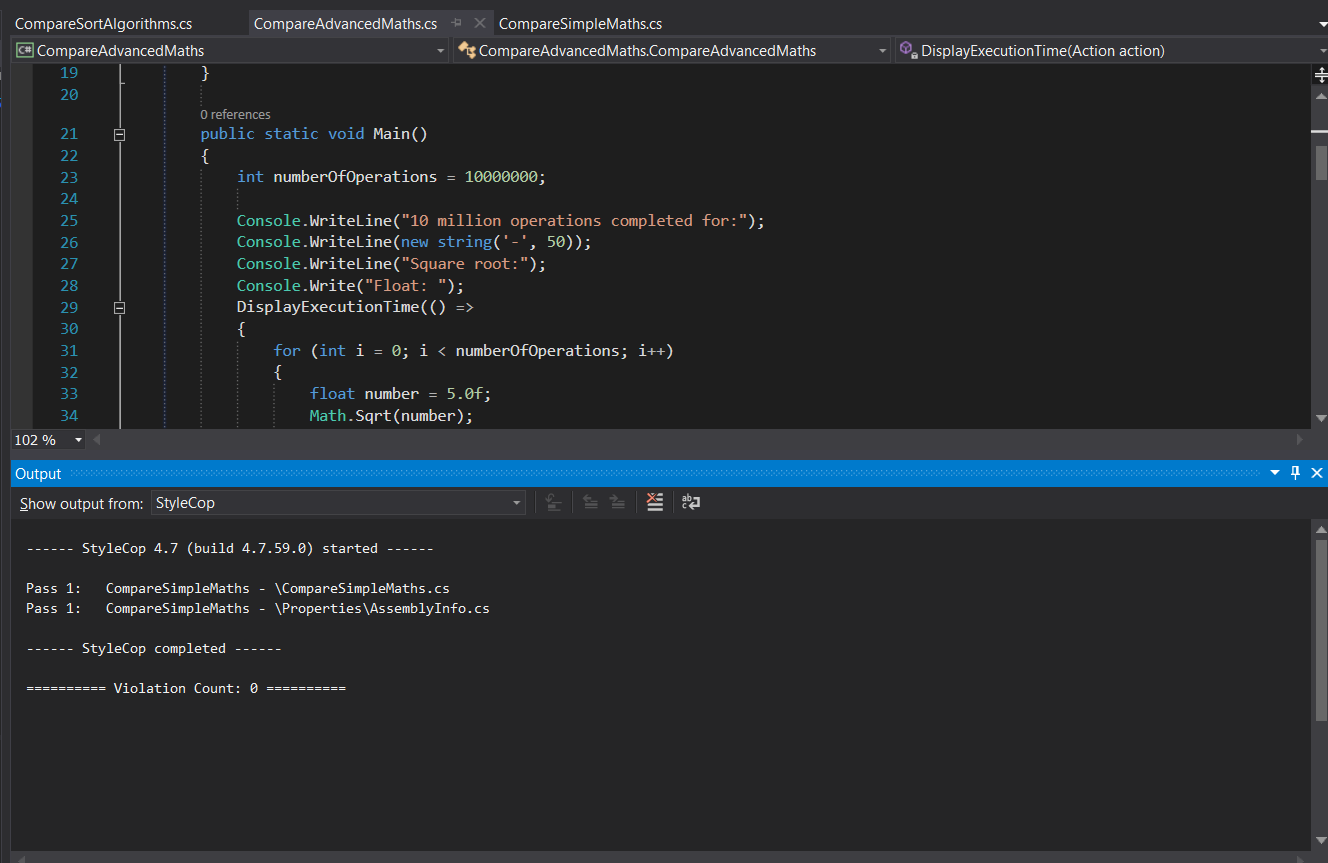 CompareSortAlgorithms.cs CompareAdvancedMaths.cs CompareSimpleMaths.cs
C# CompareAdvancedMaths CompareAdvancedMaths.CompareAdvancedMaths DisplayExecutionTime(Action action)
19 }
20
0 references
21 public static void Main()
22 {
23 int numberOfOperations = 10000000;
24
25 Console.WriteLine("10 million operations completed for:");
26 Console.WriteLine(new string('-', 50));
27 Console.WriteLine("Square root:");
28 Console.Write("Float: ");
29 DisplayExecutionTime(() =>
30 {
31 for (int i = 0; i < numberOfOperations; i++)
32 {
33 float number = 5.0f;
34 Math.Sqrt(number);
102 %
Output
Show output from: StyleCop
------ StyleCop 4.7 (build 4.7.59.0) started ------
Pass 1: CompareSimpleMaths - \CompareSimpleMaths.cs
Pass 1: CompareSimpleMaths - \Properties\AssemblyInfo.cs
------ StyleCop completed ------
========== Violation Count: 0 ==========